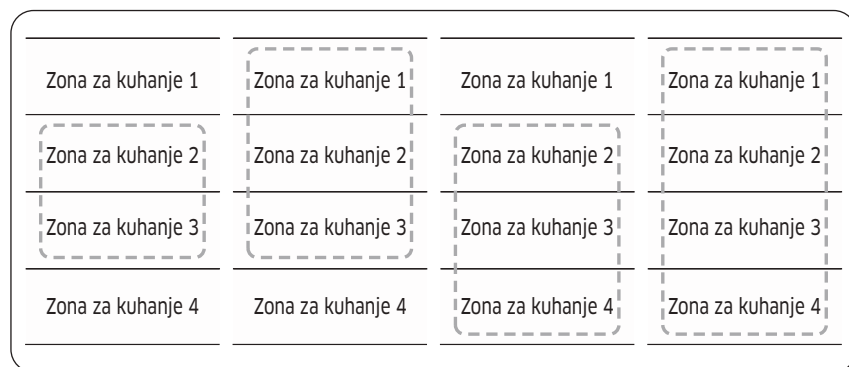 Zona za kuhanje 1 Zona za kuhanje 1 Zona za kuhanje 1 Zona za kuhanje 1
Zona za kuhanje 2 Zona za kuhanje 2 Zona za kuhanje 2 Zona za kuhanje 2
Zona za kuhanje 3 Zona za kuhanje 3 Zona za kuhanje 3 Zona za kuhanje 3
Zona za kuhanje 4 Zona za kuhanje 4 Zona za kuhanje 4 Zona za kuhanje 4